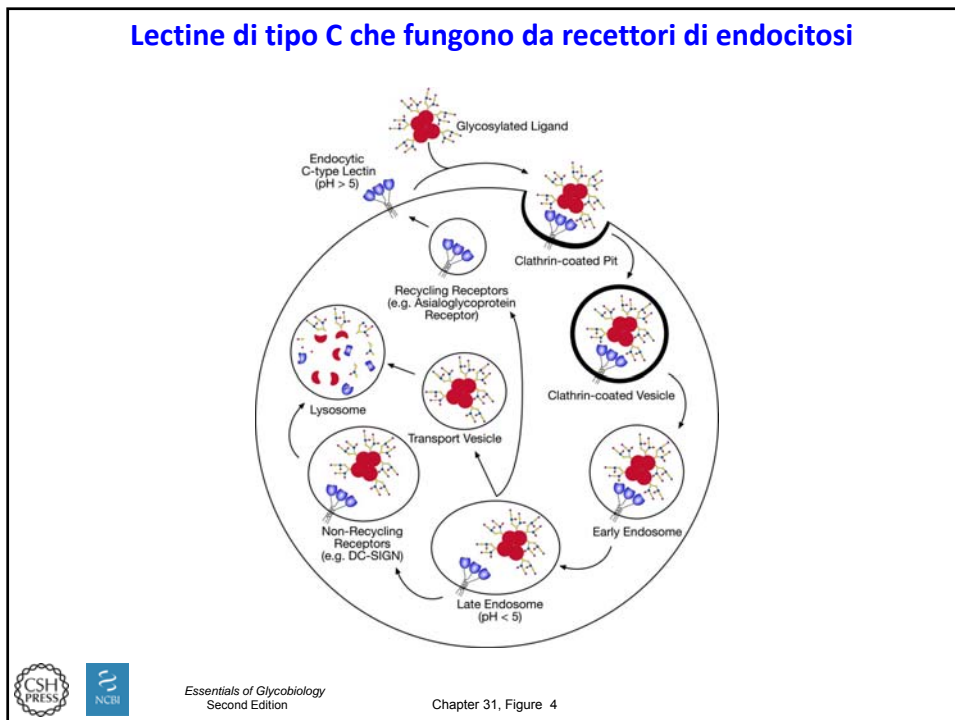 Lectine di tipo C che fungono da recettori di endocitosi
Glycosylated Ligand
Endocytic
C-type Lectin
(pH > 5)
Clathrin-coated Pit
Recycling Receptors
(e.g. Asialoglycoprotein
Receptor)
Clathrin-coated Vesicle
Lysosome
Transport Vesicle
Early Endosome
Non-Recycling
Receptors
(e.g. DC-SIGN)
Late Endosome
(pH < 5)
CSH
PRESS
NCBI
Essentials of Glycobiology
Second Edition
Chapter 31, Figure 4